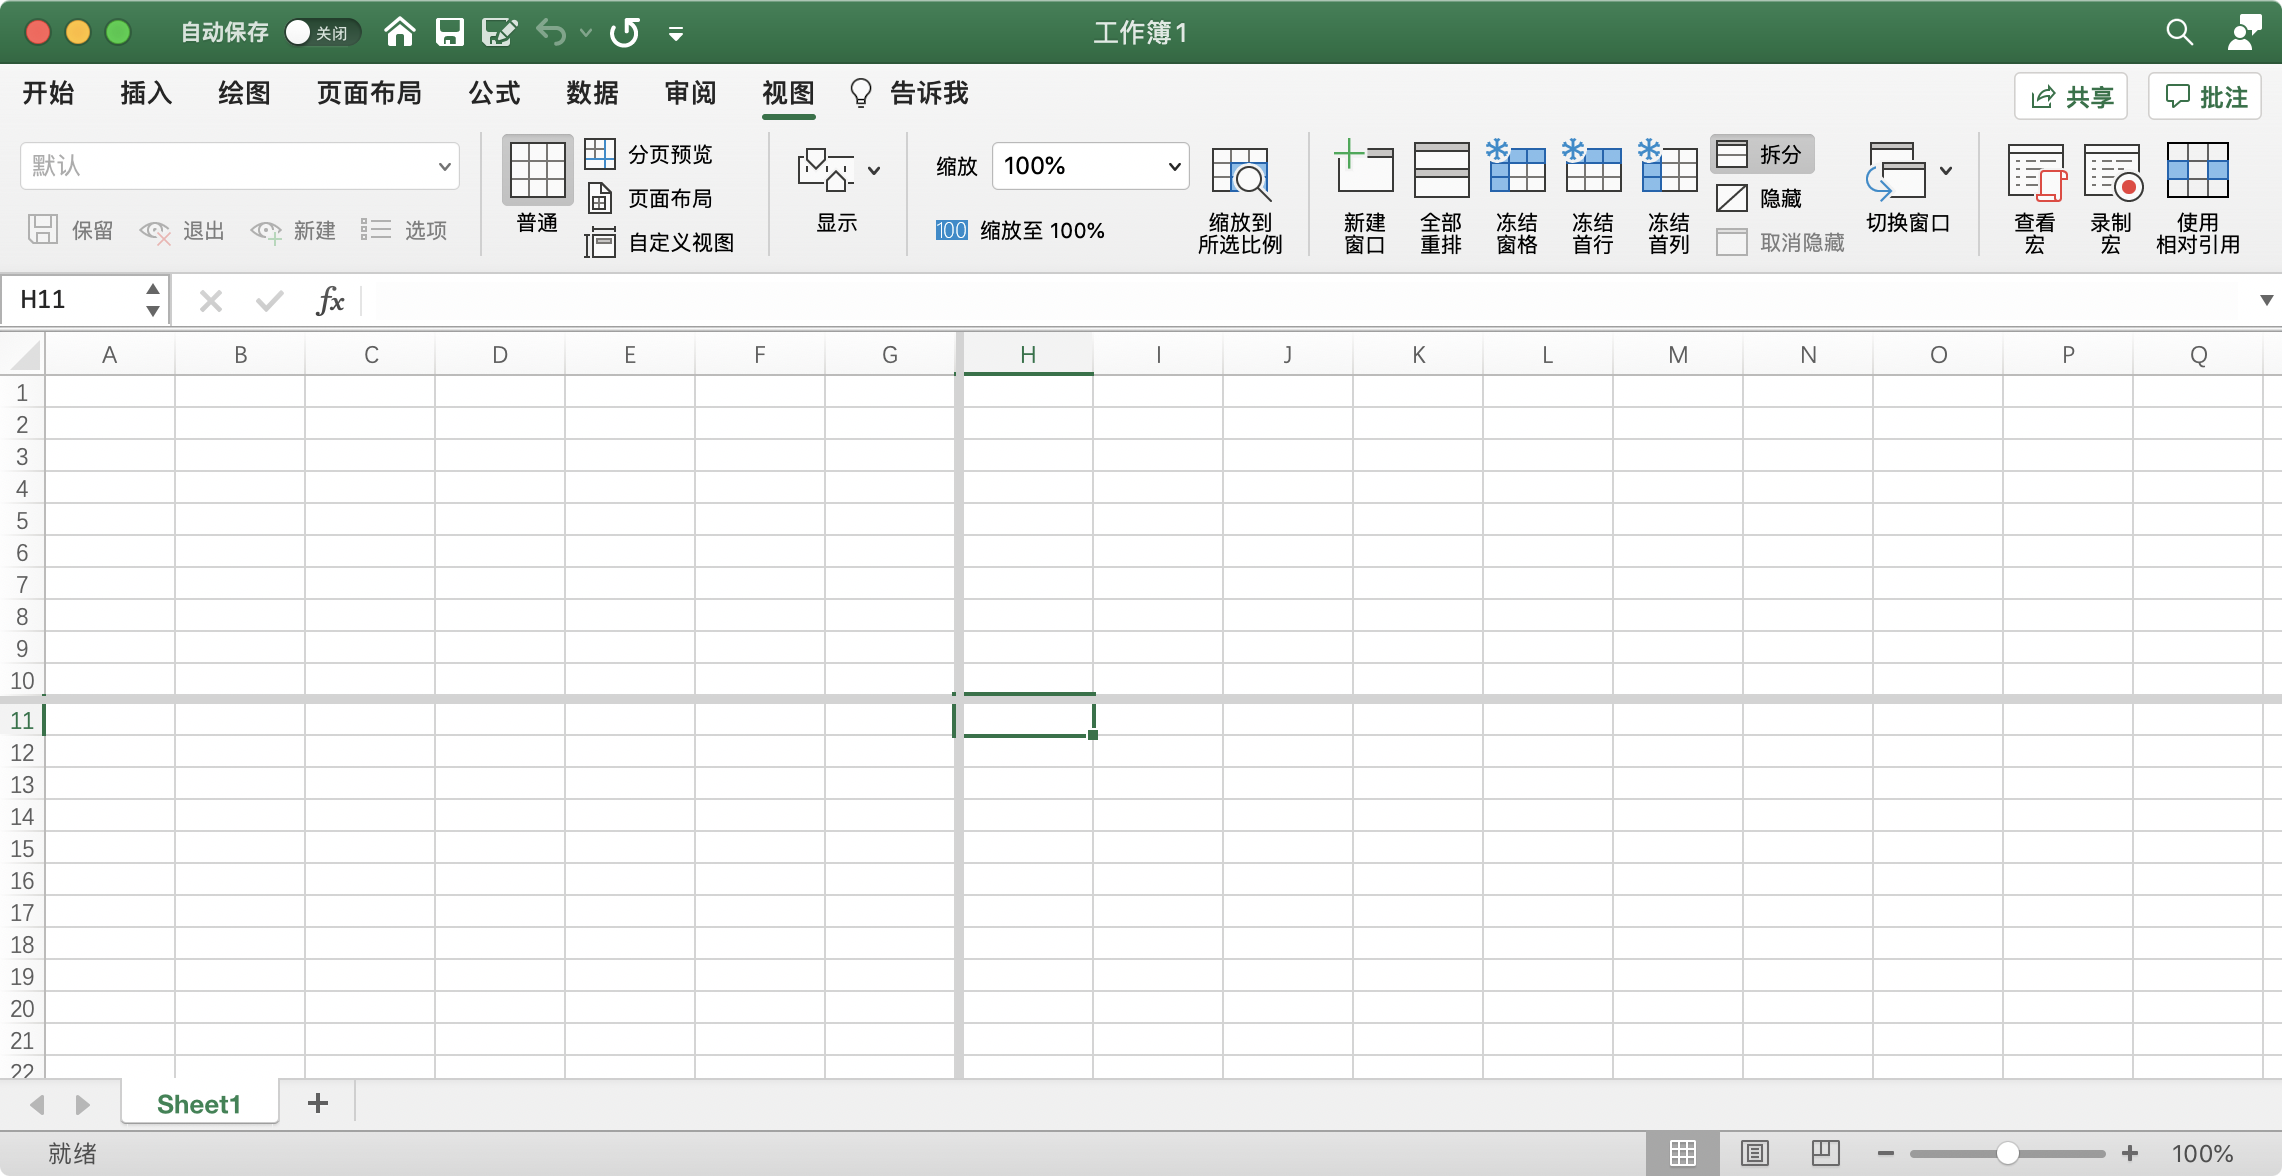 自动保存 关闭 工作簿1
开始 插入 绘图 页面布局 公式 数据 审阅 视图 告诉我 共享 批注
默认
保留 退出 新建 选项
普通
分页预览
页面布局
自定义视图
显示
缩放 100%
100 缩放至 100%
缩放到
所选比例
新建
窗口
全部
重排
冻结
窗格
冻结
首行
冻结
首列
拆分
隐藏
取消隐藏
切换窗口
查看
宏
录制
宏
使用
相对引用
H11 fx
A B C D E F G H I J K L M N O P Q
1
2
3
4
5
6
7
8
9
10
11
12
13
14
15
16
17
18
19
20
21
22
Sheet1
就绪 100%